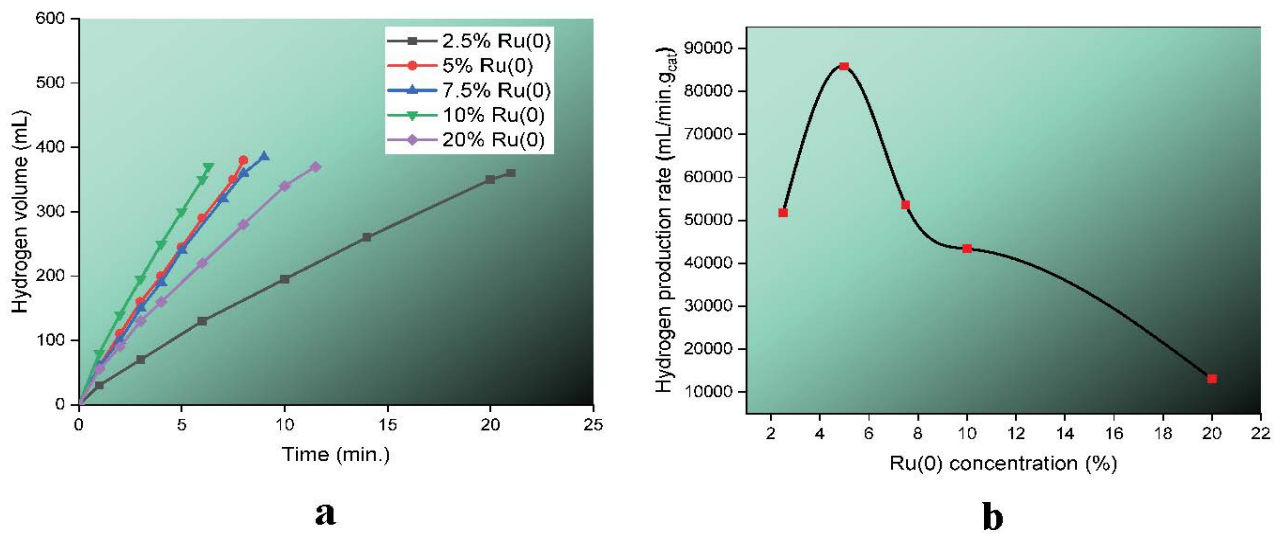 600
500
400
300
200
100
0
Hydrogen volume (mL)
2.5% Ru(0)
5% Ru(0)
7.5% Ru(0)
10% Ru(0)
20% Ru(0)
0 5 10 15 20 25
Time (min.)
a
90000
80000
70000
60000
50000
40000
30000
20000
10000
Hydrogen production rate (mL/min.gcat)
2 4 6 8 10 12 14 16 18 20 22
Ru(0) concentration (%)
b